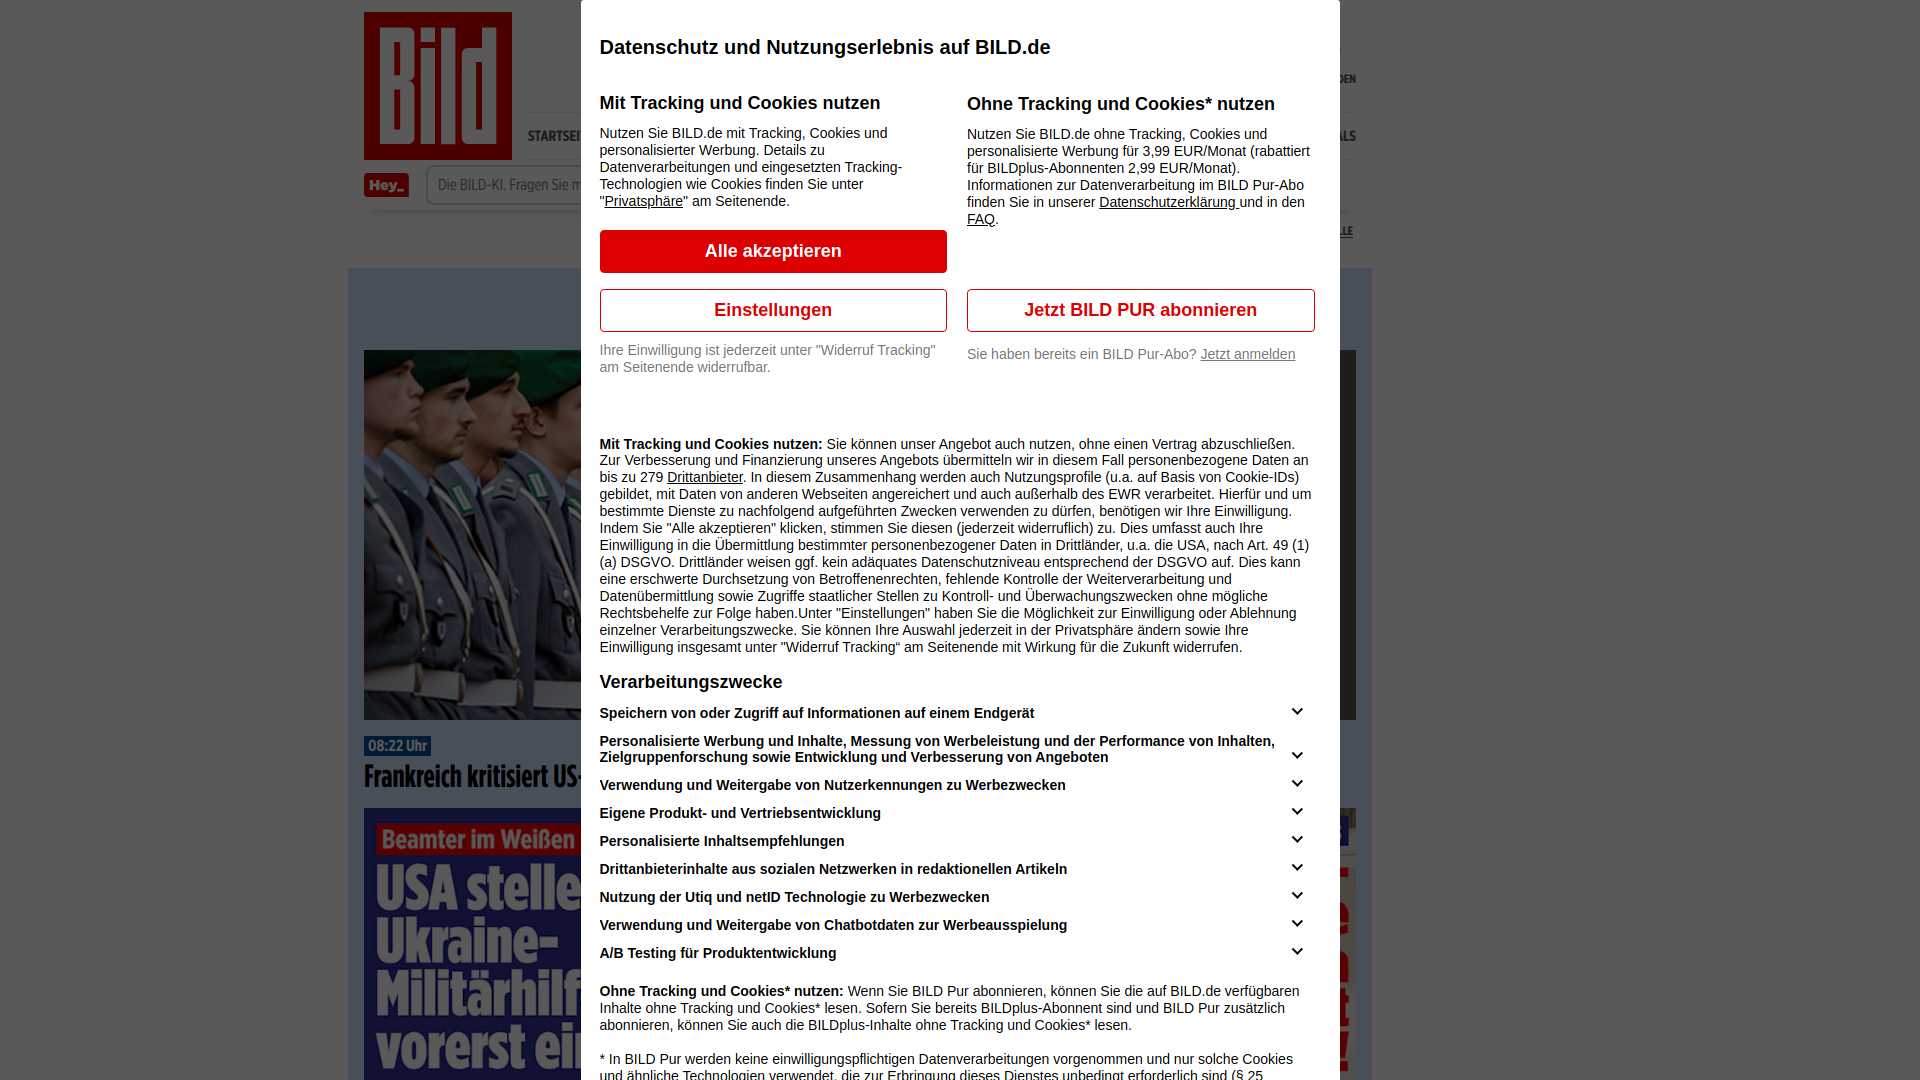 Bild
DEN
STARTSEI
ALS
Hey_
Die BILD-KI. Fragen Sie m
LLE
Datenschutz und Nutzungserlebnis auf BILD.de
Mit Tracking und Cookies nutzen
Nutzen Sie BILD.de mit Tracking, Cookies und
personalisierter Werbung. Details zu
Datenverarbeitungen und eingesetzten Tracking-
Technologien wie Cookies finden Sie unter
"Privatsphäre" am Seitenende.
Alle akzeptieren
Einstellungen
Ihre Einwilligung ist jederzeit unter "Widerruf Tracking"
am Seitenende widerrufbar.
Ohne Tracking und Cookies* nutzen
Nutzen Sie BILD.de ohne Tracking, Cookies und
personalisierte Werbung für 3,99 EUR/Monat (rabattiert
für BILDplus-Abonnenten 2,99 EUR/Monat).
Informationen zur Datenverarbeitung im BILD Pur-Abo
finden Sie in unserer Datenschutzerklärung und in den
FAQ.
Jetzt BILD PUR abonnieren
Sie haben bereits ein BILD Pur-Abo? Jetzt anmelden
Mit Tracking und Cookies nutzen: Sie können unser Angebot auch nutzen, ohne einen Vertrag abzuschließen.
Zur Verbesserung und Finanzierung unseres Angebots übermitteln wir in diesem Fall personenbezogene Daten an
bis zu 279 Drittanbieter. In diesem Zusammenhang werden auch Nutzungsprofile (u.a. auf Basis von Cookie-IDs)
gebildet, mit Daten von anderen Webseiten angereichert und auch außerhalb des EWR verarbeitet. Hierfür und um
bestimmte Dienste zu nachfolgend aufgeführten Zwecken verwenden zu dürfen, benötigen wir Ihre Einwilligung.
Indem Sie "Alle akzeptieren" klicken, stimmen Sie diesen (jederzeit widerruflich) zu. Dies umfasst auch Ihre
Einwilligung in die Übermittlung bestimmter personenbezogener Daten in Drittländer, u.a. die USA, nach Art. 49 (1)
(a) DSGVO. Drittländer weisen ggf. kein adäquates Datenschutzniveau entsprechend der DSGVO auf. Dies kann
eine erschwerte Durchsetzung von Betroffenenrechten, fehlende Kontrolle der Weiterverarbeitung und
Datenübermittlung sowie Zugriffe staatlicher Stellen zu Kontroll- und Überwachungszwecken ohne mögliche
Rechtsbehelfe zur Folge haben.Unter "Einstellungen" haben Sie die Möglichkeit zur Einwilligung oder Ablehnung
einzelner Verarbeitungszwecke. Sie können Ihre Auswahl jederzeit in der Privatsphäre ändern sowie Ihre
Einwilligung insgesamt unter "Widerruf Tracking“ am Seitenende mit Wirkung für die Zukunft widerrufen.
Verarbeitungszwecke
Speichern von oder Zugriff auf Informationen auf einem Endgerät
Personalisierte Werbung und Inhalte, Messung von Werbeleistung und der Performance von Inhalten,
Zielgruppenforschung sowie Entwicklung und Verbesserung von Angeboten
Verwendung und Weitergabe von Nutzerkennungen zu Werbezwecken
Eigene Produkt- und Vertriebsentwicklung
Personalisierte Inhaltsempfehlungen
Drittanbieterinhalte aus sozialen Netzwerken in redaktionellen Artikeln
Nutzung der Utiq und netID Technologie zu Werbezwecken
Verwendung und Weitergabe von Chatbotdaten zur Werbeausspielung
A/B Testing für Produktentwicklung
Ohne Tracking und Cookies* nutzen: Wenn Sie BILD Pur abonnieren, können Sie die auf BILD.de verfügbaren
Inhalte ohne Tracking und Cookies* lesen. Sofern Sie bereits BILDplus-Abonnent sind und BILD Pur zusätzlich
abonnieren, können Sie auch die BILDplus-Inhalte ohne Tracking und Cookies* lesen.
* In BILD Pur werden keine einwilligungspflichtigen Datenverarbeitungen vorgenommen und nur solche Cookies
und ähnliche Technologien verwendet, die zur Erbringung dieses Dienstes unbedingt erforderlich sind (§ 25
08:22 Uhr
Frankreich kritisiert US-
Beamter im Weißen
USA stelle
Ukraine-
Militärhilf
vorerst ei